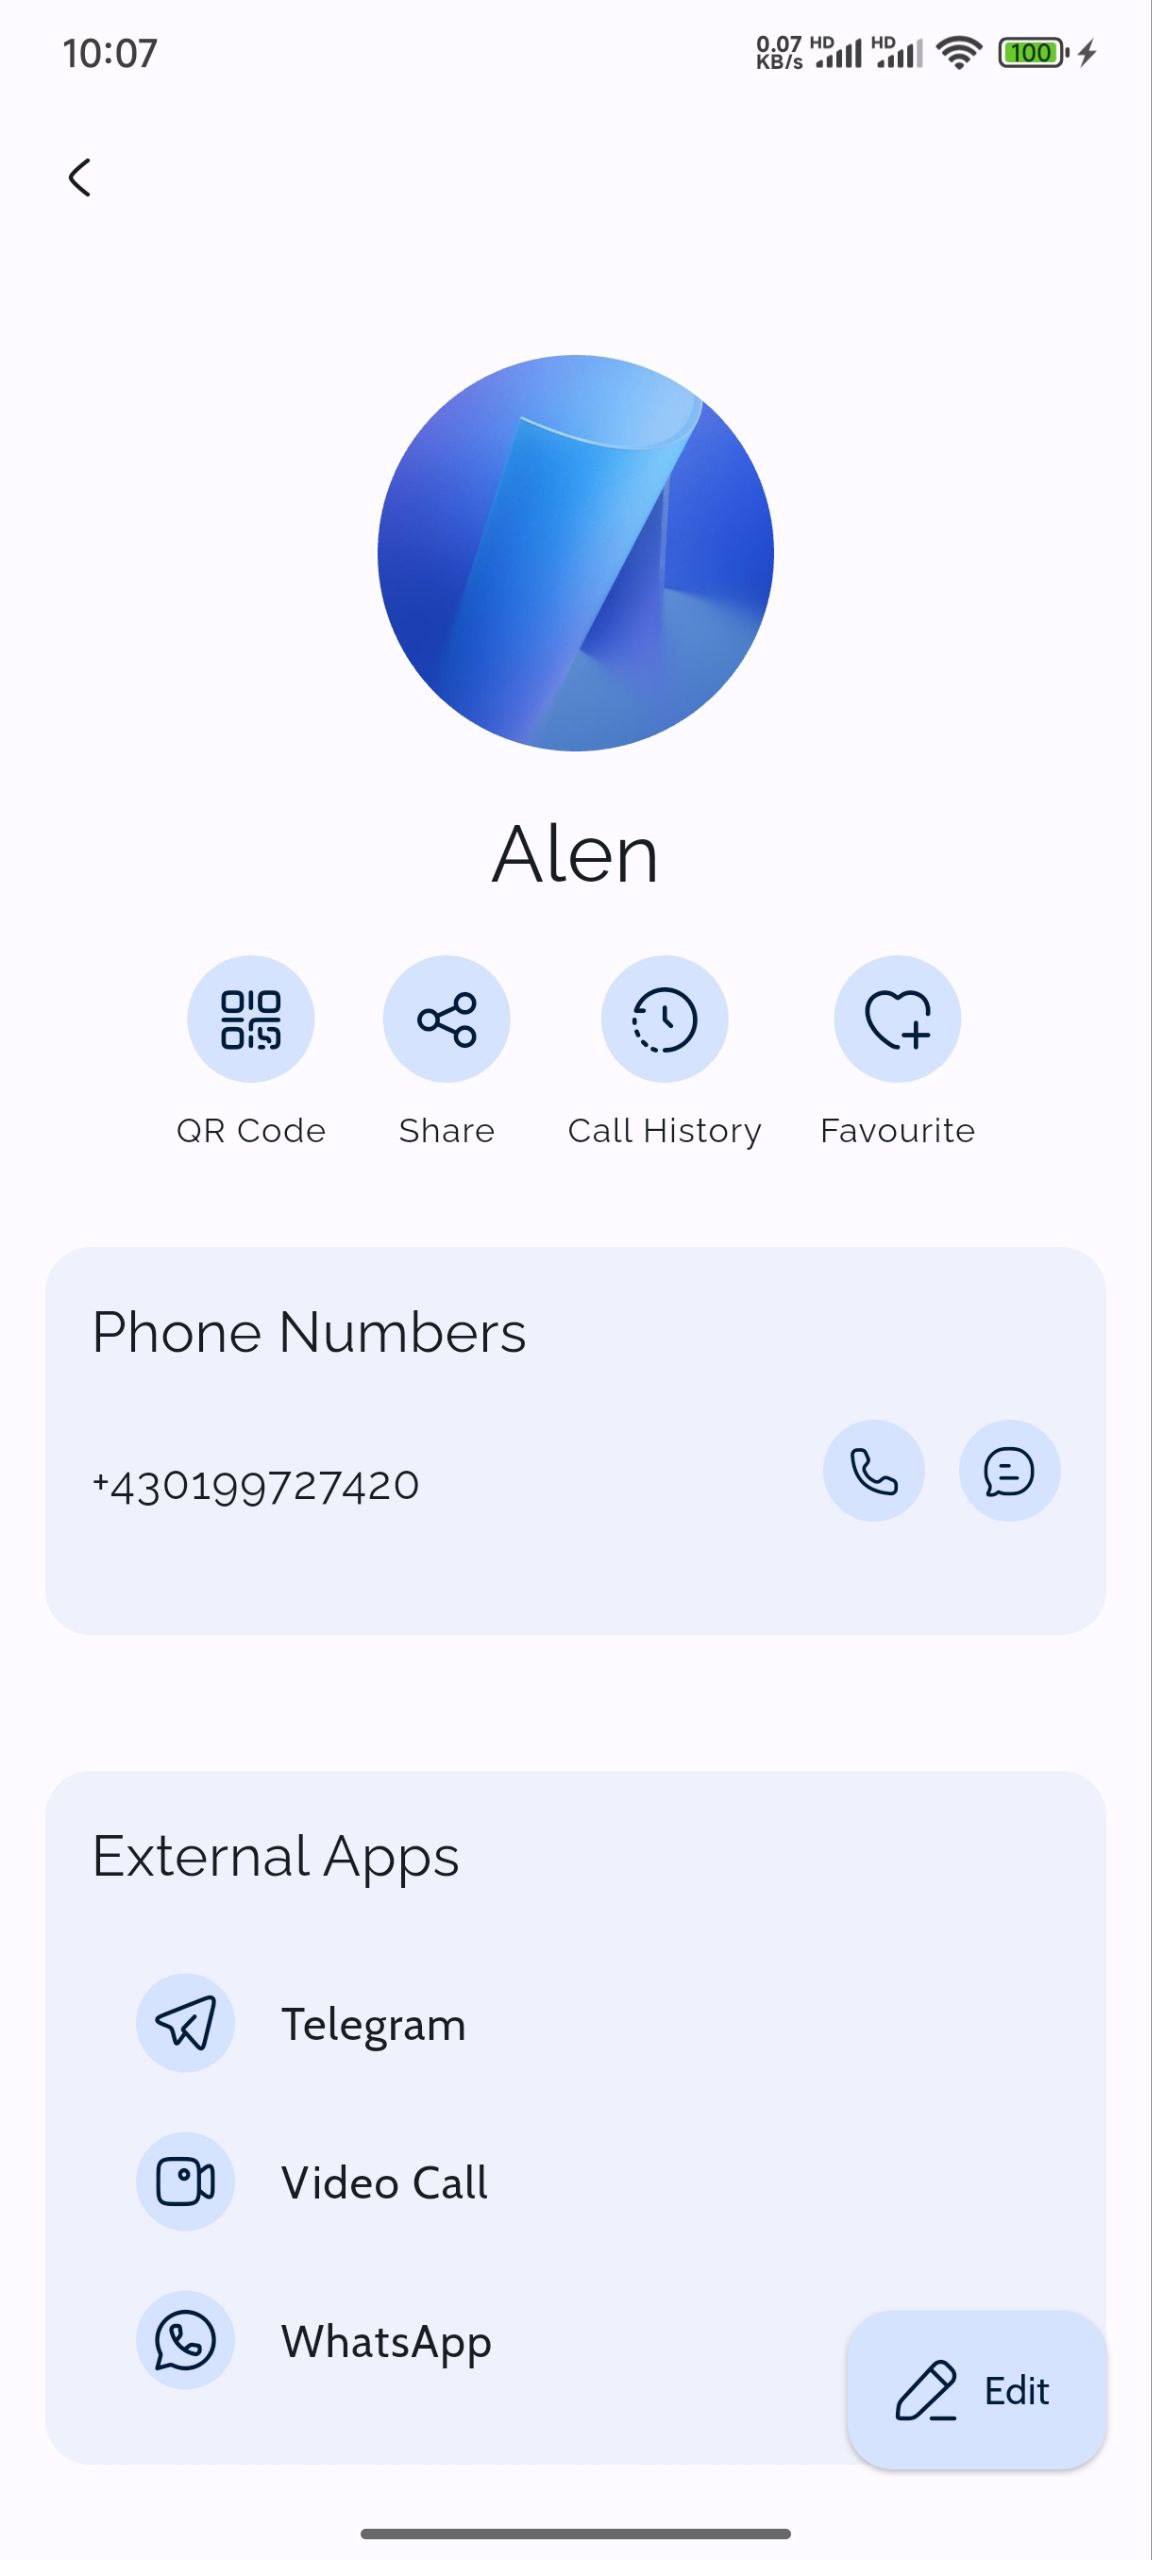 10:07
0.07
KB/s
HD
HD
100
Alen
QR Code
Share
Call History
Favourite
Phone Numbers
+430199727420
External Apps
Telegram
Video Call
WhatsApp
Edit